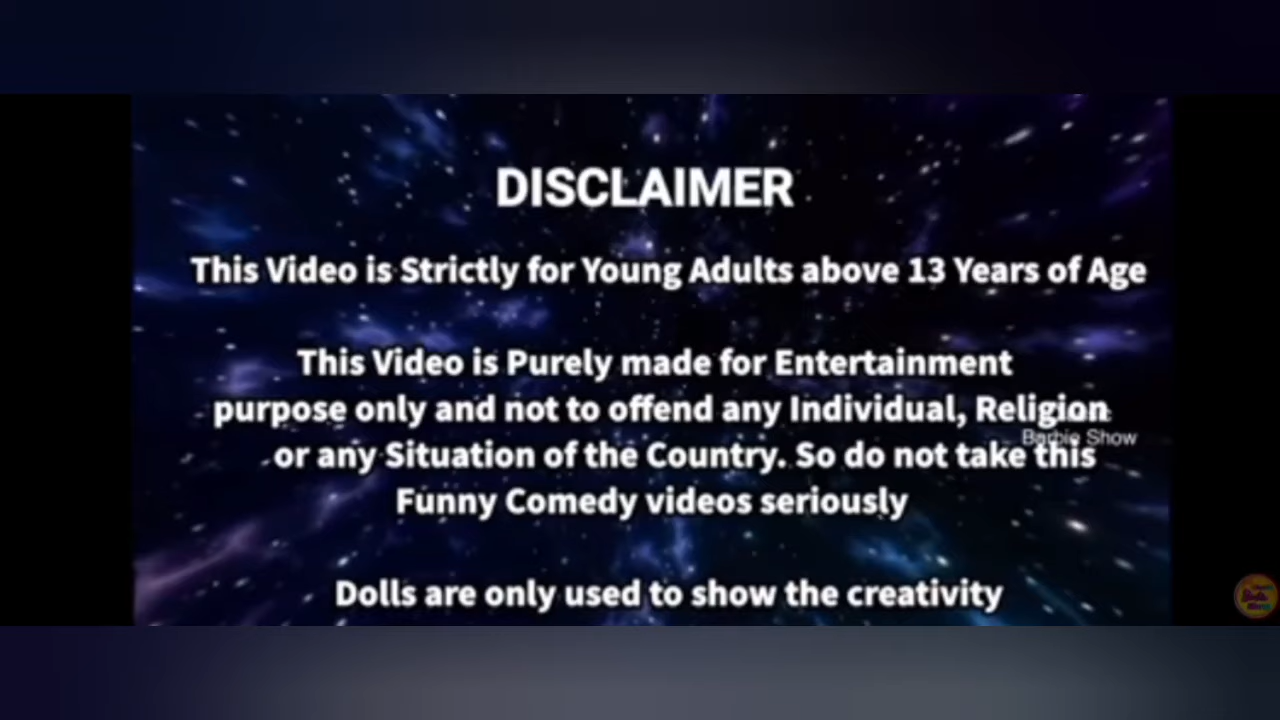 DISCLAIMER
This Video is Strictly for Young Adults above 13 Years of Age
This Video is Purely made for Entertainment
purpose only and not to offend any Individual, Religion
Barbie Show
or any Situation of the Country. So do not take this
Funny Comedy videos seriously
Dolls are only used to show the creativity